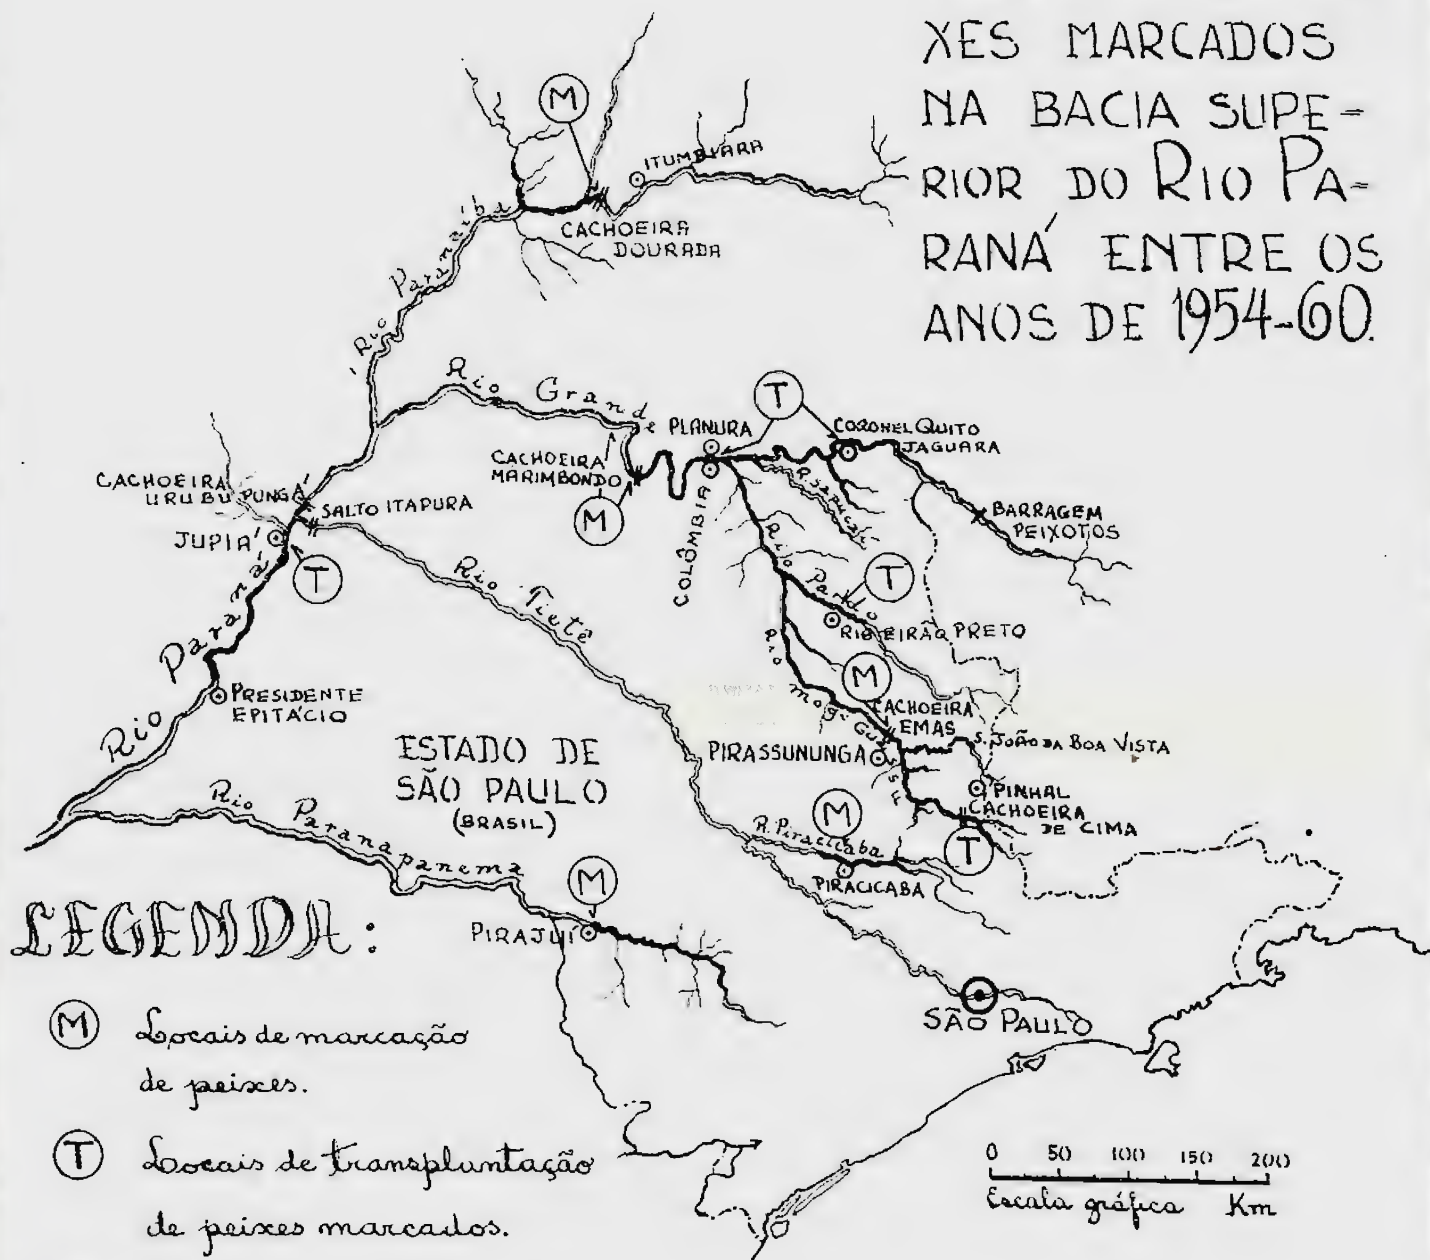 XES MARCADOS
NA BACIA SUPE-
RIOR DO RIO PA-
RANÁ ENTRE OS
ANOS DE 1954-60.
M
ITUMBIARA
CACHOEIRA
DOURADA
Rio Paranaíba
Rio Grande
T
PLANURA
CORONEL QUITO
JAGUARA
CACHOEIRA
MARIMBONDO
M
COLÔMBIA
R. Sapucaí
BARRAGEM
PEIXOTOS
CACHOEIRA
URUBU PUNGÁ
SALTO ITAPURA
JUPIÁ
T
Rio Tietê
Rio Pardo
T
RIBEIRÃO PRETO
Rio Paraná
PRESIDENTE
EPITÁCIO
Rio Mogi Guassu
M
CACHOEIRA
EMAS
S. JOÃO DA BOA VISTA
PIRASSUNUNGA
PINHAL
CACHOEIRA
DE CIMA
T
ESTADO DE
SÃO PAULO
(BRASIL)
Rio Paranapanema
M
R. Piracicaba
PIRACICABA
M
PIRAJUÍ
SÃO PAULO
LEGENDA:
M Locais de marcação
de peixes.
T Locais de transplantação
de peixes marcados.
0 50 100 150 200
Escala gráfica Km